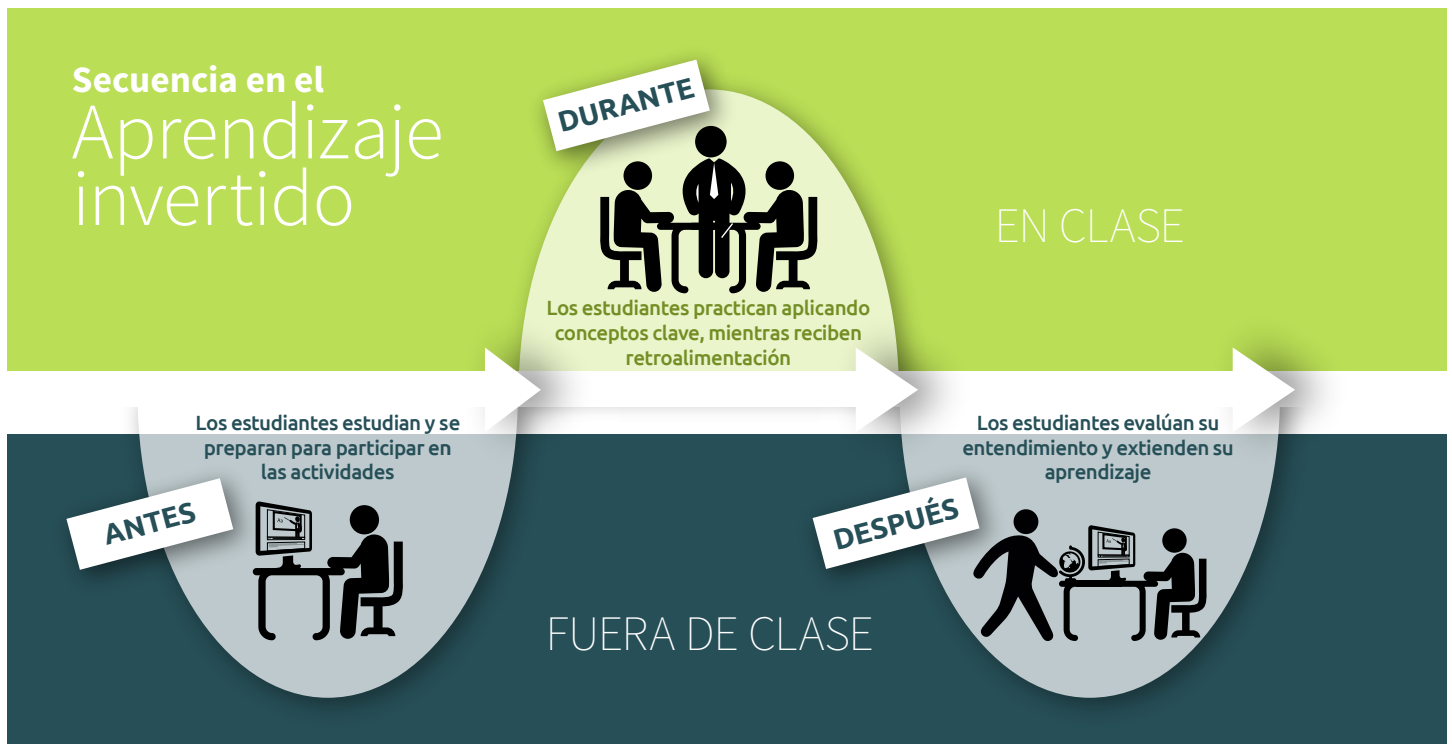 Secuencia en el
Aprendizaje
invertido
DURANTE
EN CLASE
Los estudiantes practican aplicando
conceptos clave, mientras reciben
retroalimentación
Los estudiantes estudian y se
preparan para participar en
las actividades
ANTES
Los estudiantes evalúan su
entendimiento y extienden su
aprendizaje
DESPUÉS
FUERA DE CLASE